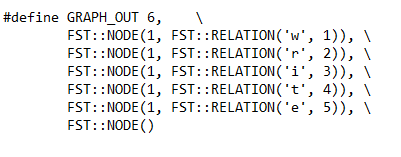 #define GRAPH_OUT 6,    \
        FST::NODE(1, FST::RELATION('w', 1)), \
        FST::NODE(1, FST::RELATION('r', 2)), \
        FST::NODE(1, FST::RELATION('i', 3)), \
        FST::NODE(1, FST::RELATION('t', 4)), \
        FST::NODE(1, FST::RELATION('e', 5)), \
        FST::NODE()